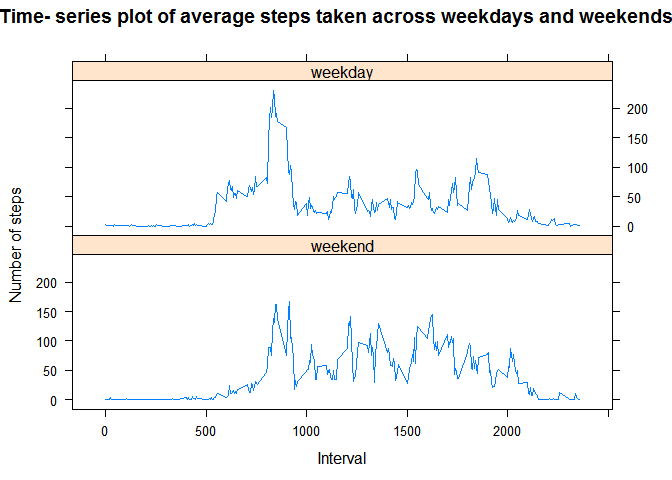 Time- series plot of average steps taken across weekdays and weekends
weekday
200
150
100
50
0
weekend
200
150
100
50
0
Number of steps
0 500 1000 1500 2000
Interval